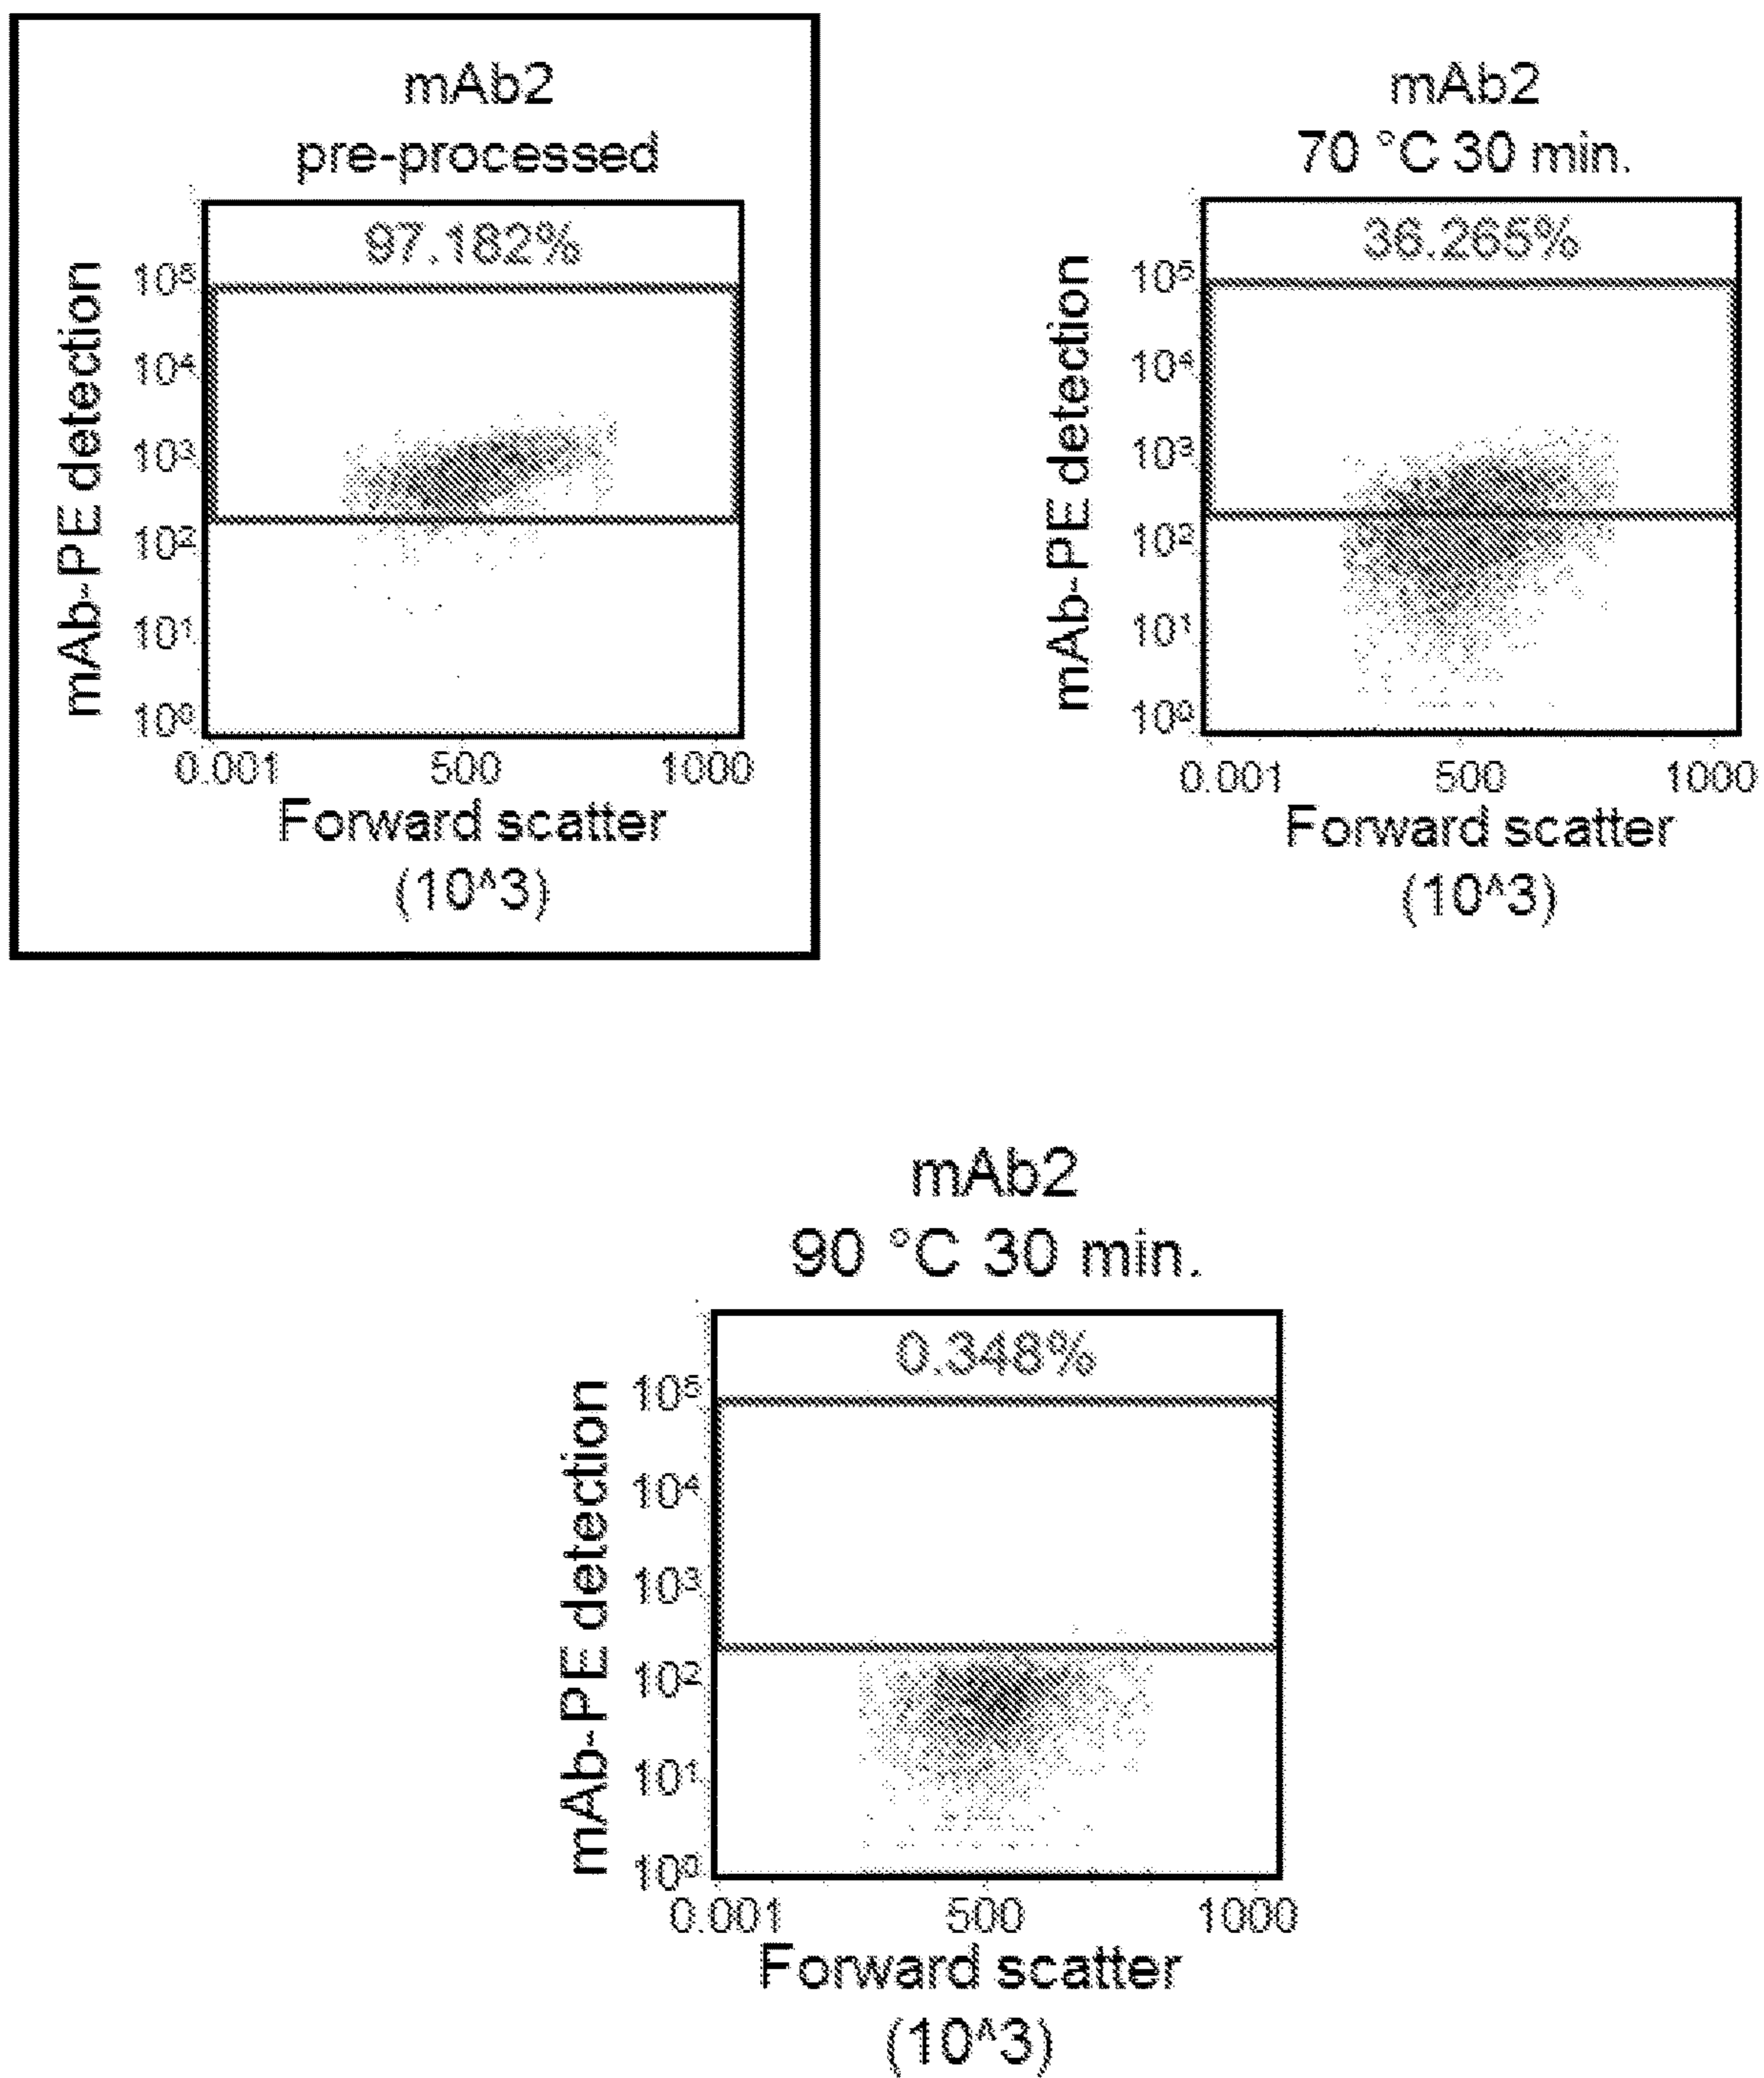 mAb2
pre-processed
97.182%
mAb-PE detection
10⁵
10⁴
10³
10²
10¹
10⁰
0.001 500 1000
Forward scatter
(10^3)
mAb2
70 °C 30 min.
36.265%
mAb-PE detection
10⁵
10⁴
10³
10²
10¹
10⁰
0.001 500 1000
Forward scatter
(10^3)
mAb2
90 °C 30 min.
0.348%
mAb-PE detection
10⁵
10⁴
10³
10²
10¹
10⁰
0.001 500 1000
Forward scatter
(10^3)